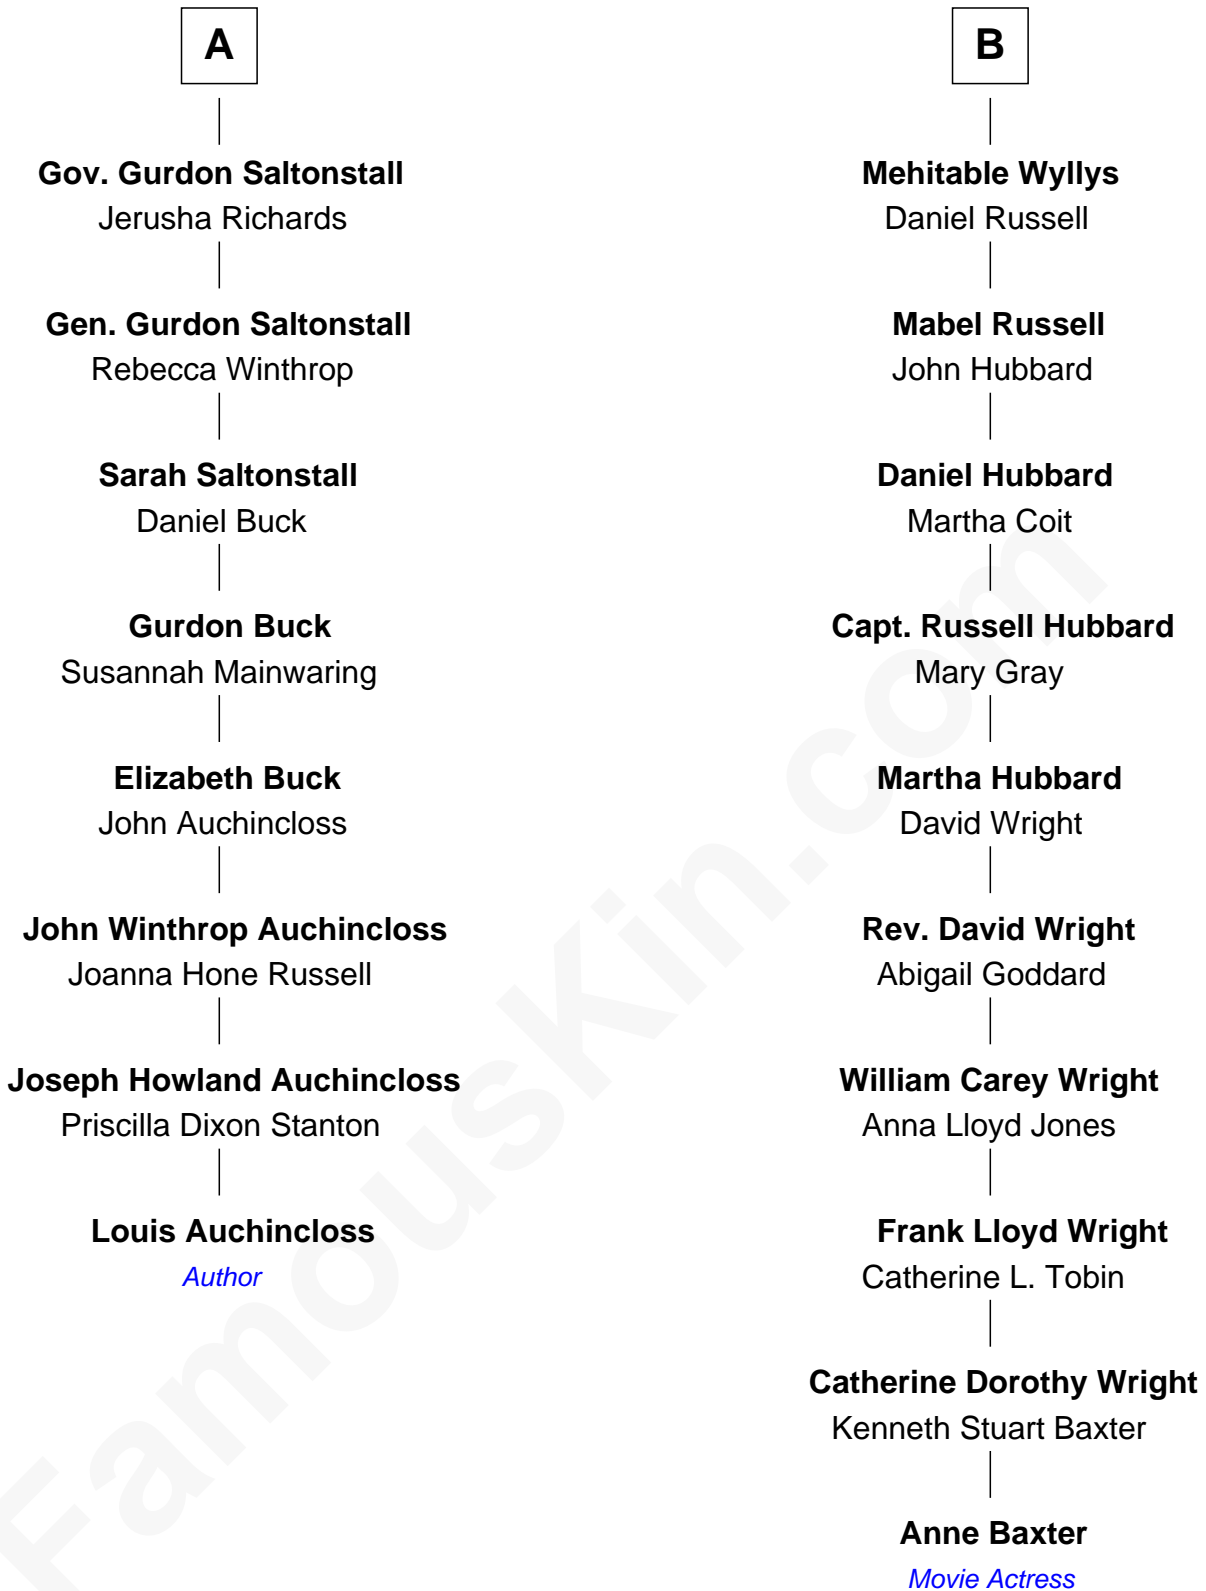 A
Gov. Gurdon Saltonstall
Jerusha Richards
Gen. Gurdon Saltonstall
Rebecca Winthrop
Sarah Saltonstall
Daniel Buck
Gurdon Buck
Susannah Mainwaring
Elizabeth Buck
John Auchincloss
John Winthrop Auchincloss
Joanna Hone Russell
Joseph Howland Auchincloss
Priscilla Dixon Stanton
Louis Auchincloss
Author
B
Mehitable Wyllys
Daniel Russell
Mabel Russell
John Hubbard
Daniel Hubbard
Martha Coit
Capt. Russell Hubbard
Mary Gray
Martha Hubbard
David Wright
Rev. David Wright
Abigail Goddard
William Carey Wright
Anna Lloyd Jones
Frank Lloyd Wright
Catherine L. Tobin
Catherine Dorothy Wright
Kenneth Stuart Baxter
Anne Baxter
Movie Actress
FamousKin.com